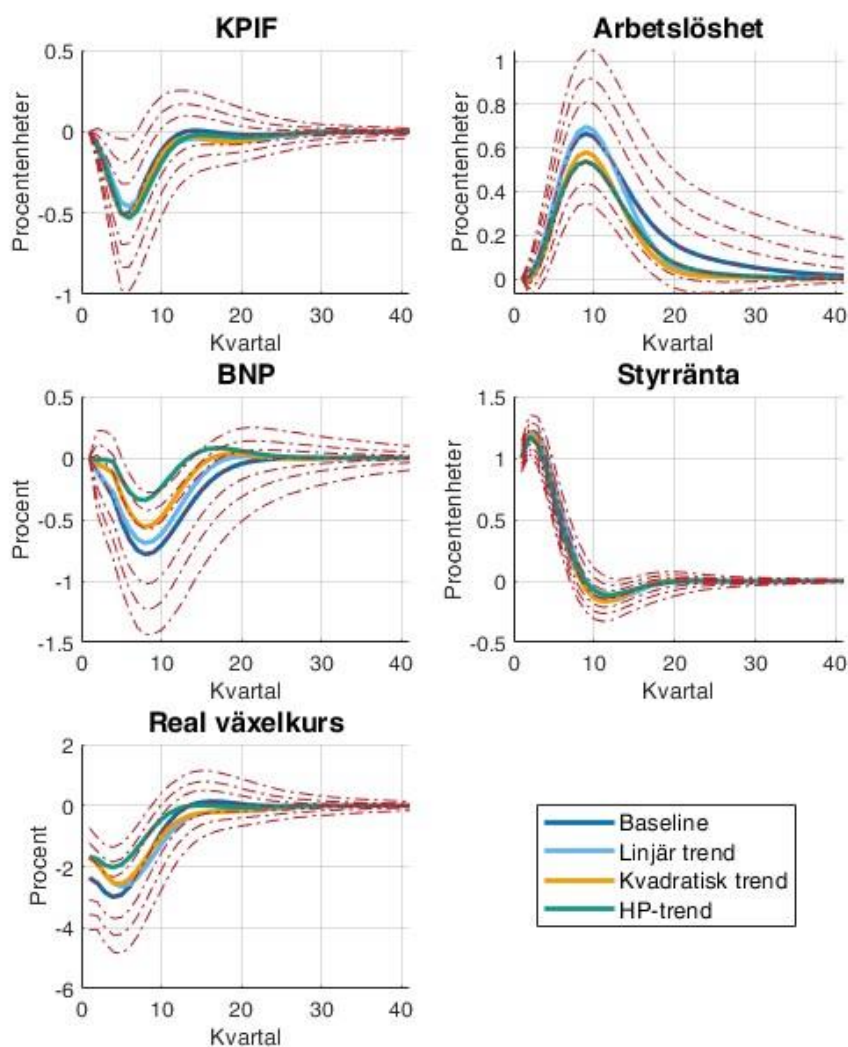 KPIF
Procentenheter
0.5
0
-0.5
-1
0 10 20 30 40
Kvartal
Arbetslöshet
Procentenheter
1
0.8
0.6
0.4
0.2
0
0 10 20 30 40
Kvartal
BNP
Procent
0.5
0
-0.5
-1
-1.5
0 10 20 30 40
Kvartal
Styrränta
Procentenheter
1.5
1
0.5
0
-0.5
0 10 20 30 40
Kvartal
Real växelkurs
Procent
2
0
-2
-4
-6
0 10 20 30 40
Kvartal
Baseline
Linjär trend
Kvadratisk trend
HP-trend